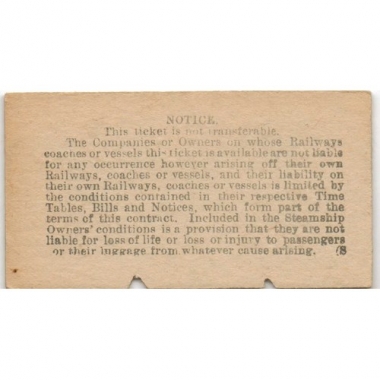 NOTICE.
This ticket is not transferable.
The Companies or Owners on whose Railways
coaches or vessels this ticket is available are not liable
for any occurrence however arising off their own
Railways, coaches or vessels, and their liability on
their own Railways, coaches or vessels is limited by
the conditions contained in their respective Time
Tables, Bills and Notices, which form part of the
terms of this contract. Included in the Steamship
Owners' conditions is a provision that they are not
liable for loss of life or loss or injury to passengers
or their luggage from whatever cause arising. (8